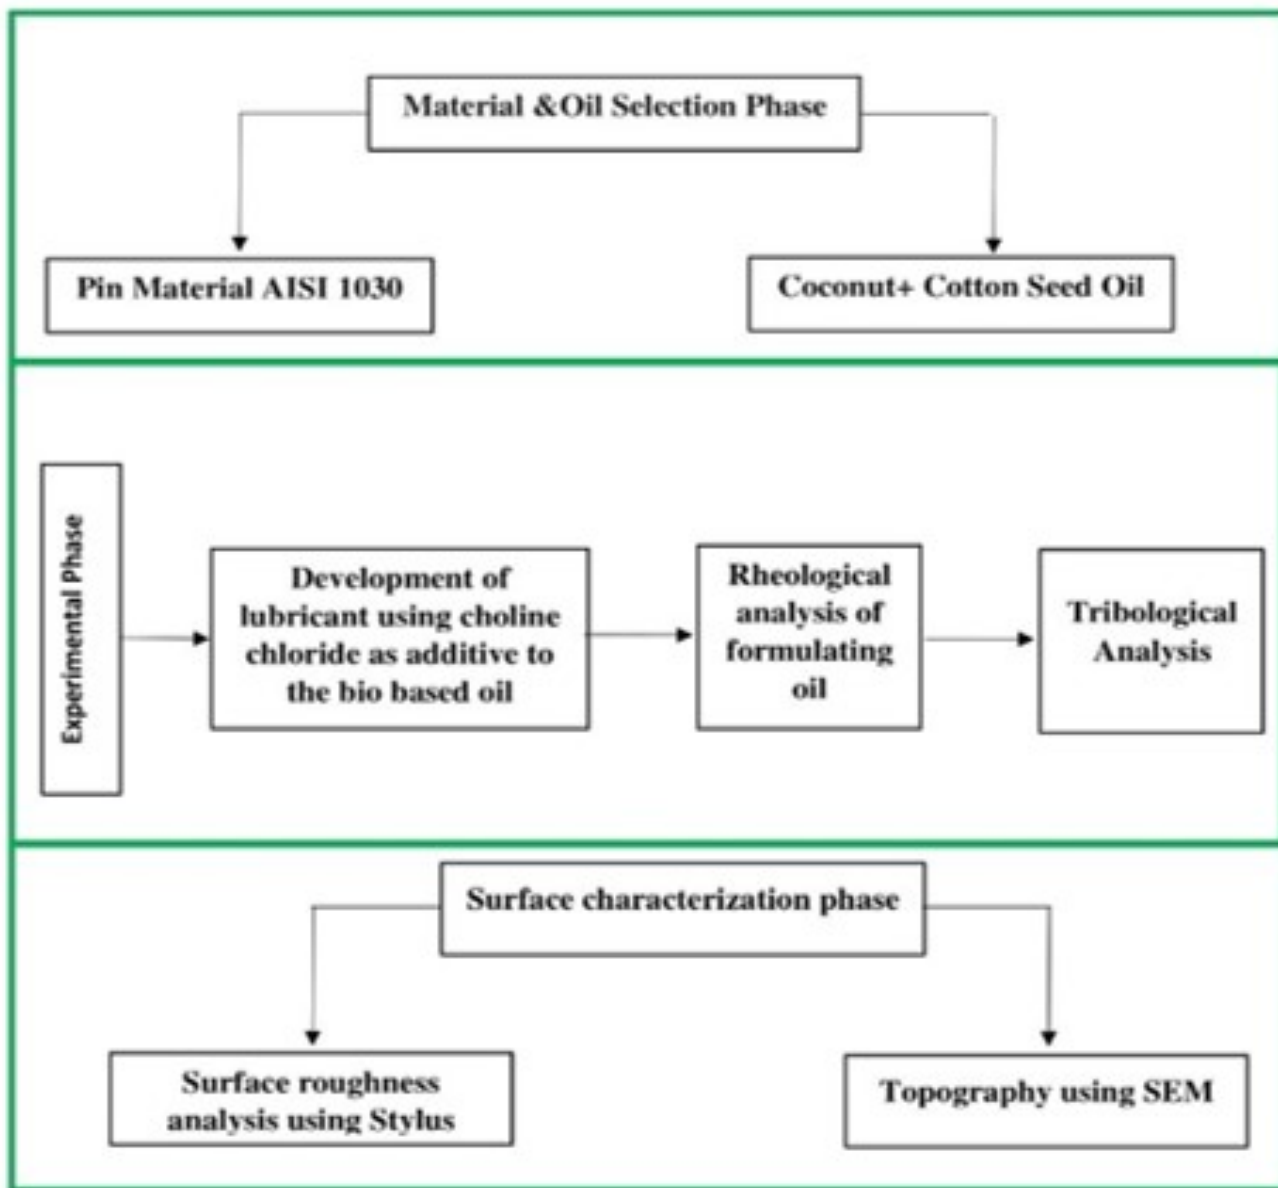 Material &Oil Selection Phase
Pin Material AISI 1030
Coconut+ Cotton Seed Oil
Experimental Phase
Development of
lubricant using choline
chloride as additive to
the bio based oil
Rheological
analysis of
formulating
oil
Tribological
Analysis
Surface characterization phase
Surface roughness
analysis using Stylus
Topography using SEM